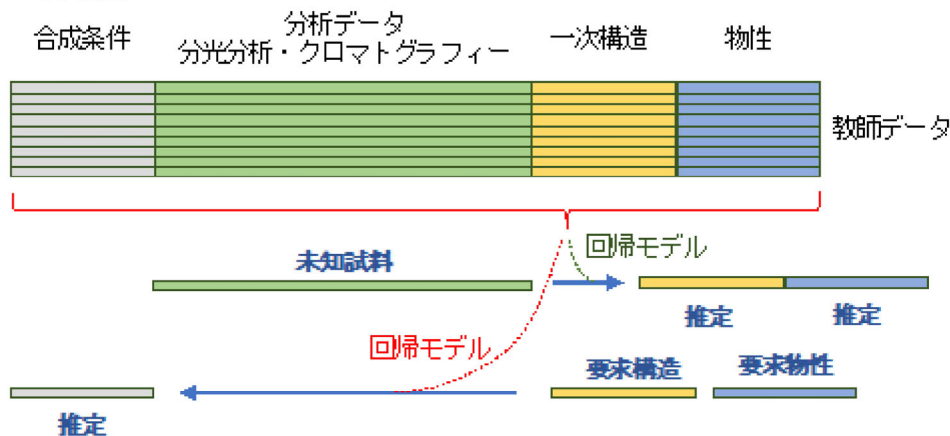 合成条件
分析データ
分光分析・クロマトグラフィー
一次構造
物性
教師データ
回帰モデル
未知試料
推定
推定
回帰モデル
要求構造
要求物性
推定